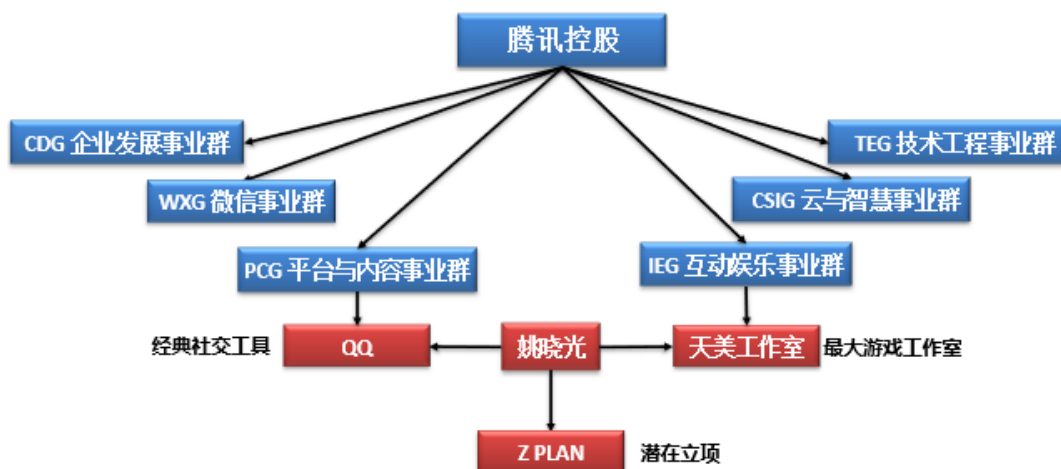 腾讯控股
CDG 企业发展事业群
TEG 技术工程事业群
WXG 微信事业群
CSIG 云与智慧事业群
PCG 平台与内容事业群
IEG 互动娱乐事业群
经典社交工具
QQ
姚晓光
天美工作室
最大游戏工作室
Z PLAN
潜在立项